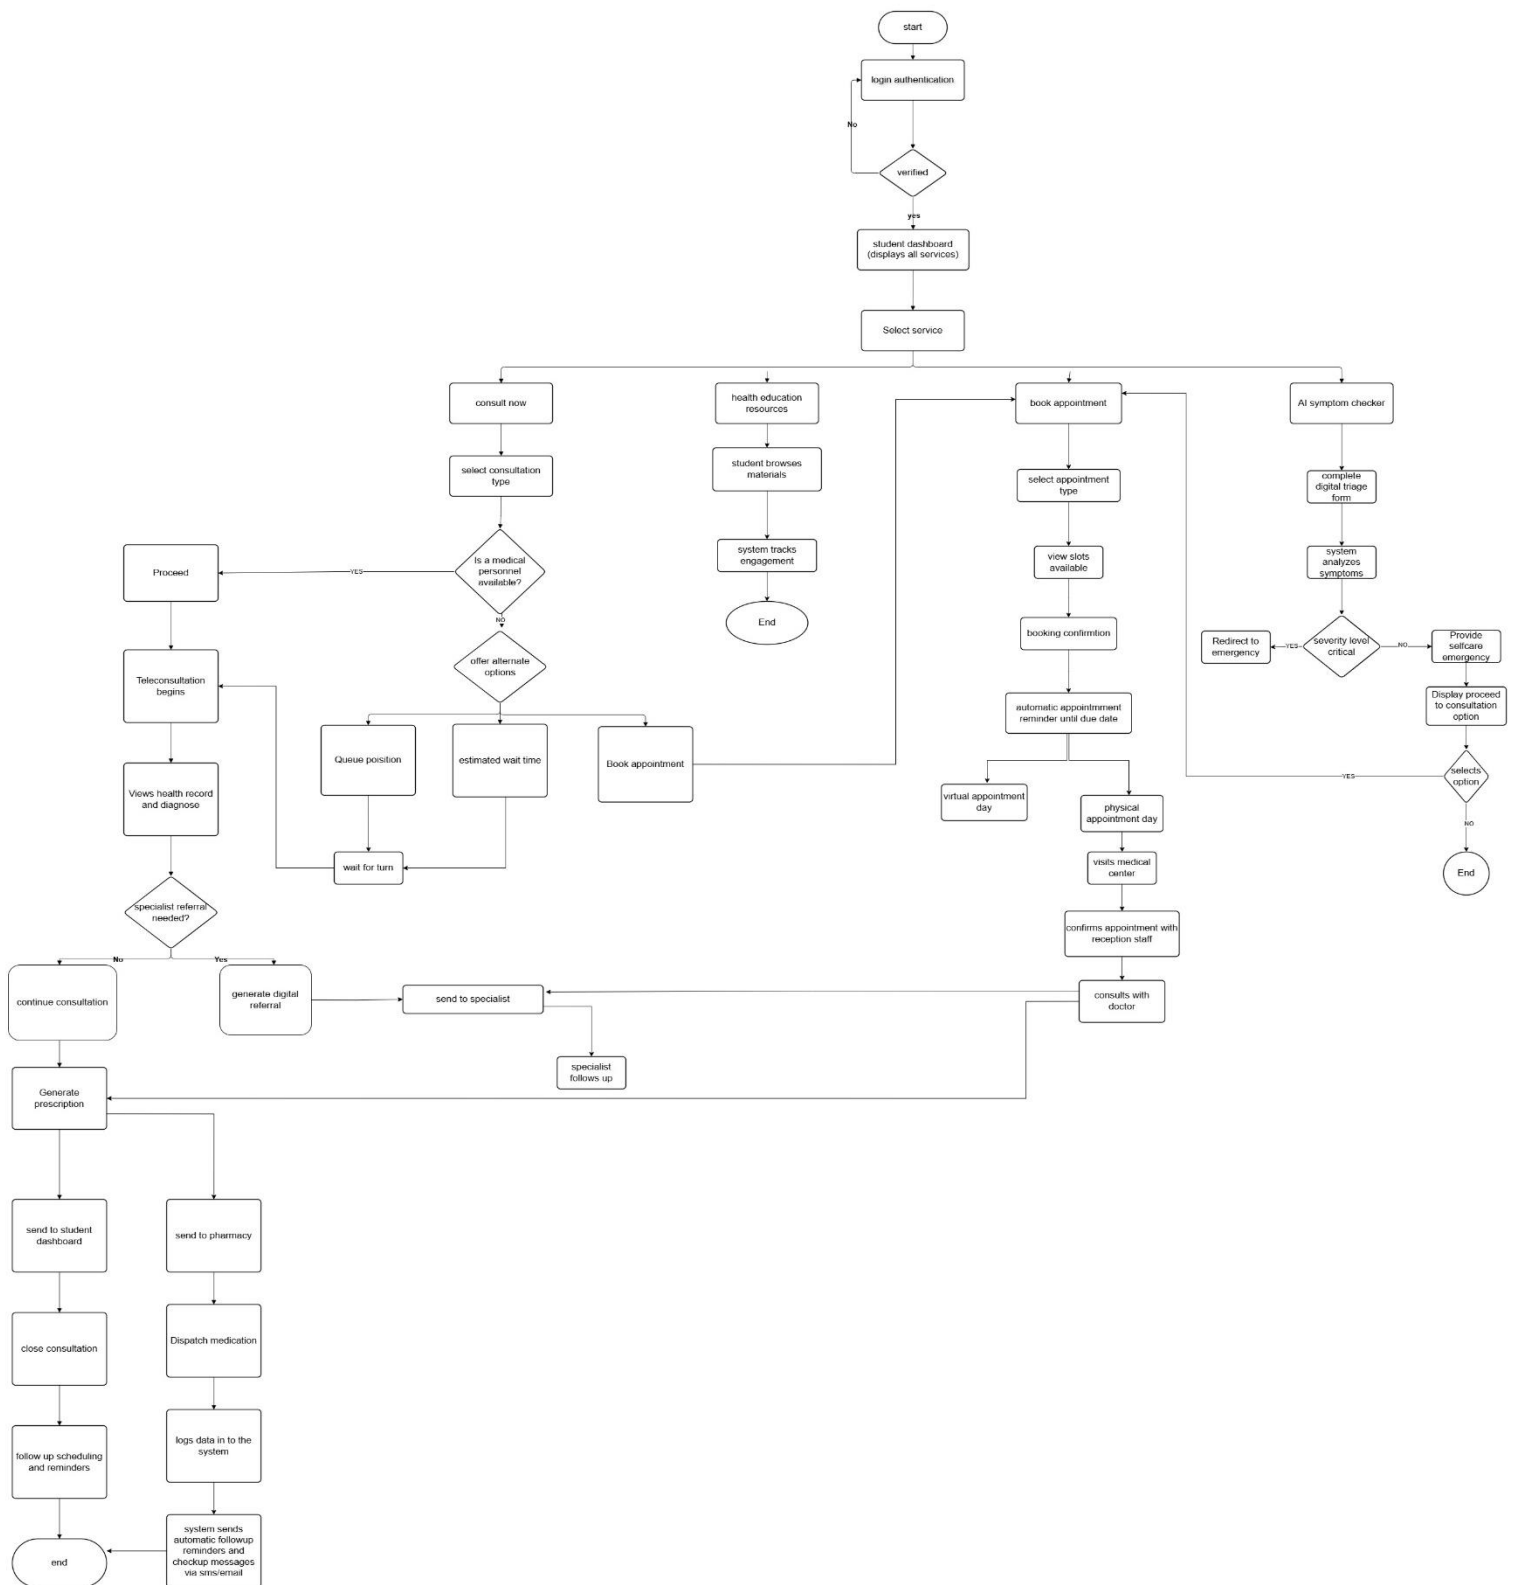 start
login authentication
No
verified
yes
student dashboard
(displays all services)
Select service
consult now
health education
resources
book appointment
AI symptom checker
select consultation
type
student browses
materials
select appointment
type
complete
digital triage
form
Is a medical
personnel
available?
YES
Proceed
NO
system tracks
engagement
End
view slots
available
system
analyzes
symptoms
booking confirmtion
severity level
critical
YES
Redirect to
emergency
NO
Provide
selfcare
emergency
offer alternate
options
Teleconsultation
begins
automatic appointmment
reminder until due date
Display proceed
to consultation
option
Queue poisition
estimated wait time
Book appointment
selects
option
YES
NO
End
Views health record
and diagnose
virtual appointment
day
physical
appointment day
wait for turn
visits medical
center
specialist referral
needed?
confirms appointment with
reception staff
No
Yes
continue consultation
generate digital
referral
send to specialist
consults with
doctor
specialist
follows up
Generate
prescription
send to student
dashboard
send to pharmacy
close consultation
Dispatch medication
follow up scheduling
and reminders
logs data in to the
system
end
system sends
automatic followup
reminders and
checkup messages
via sms/email